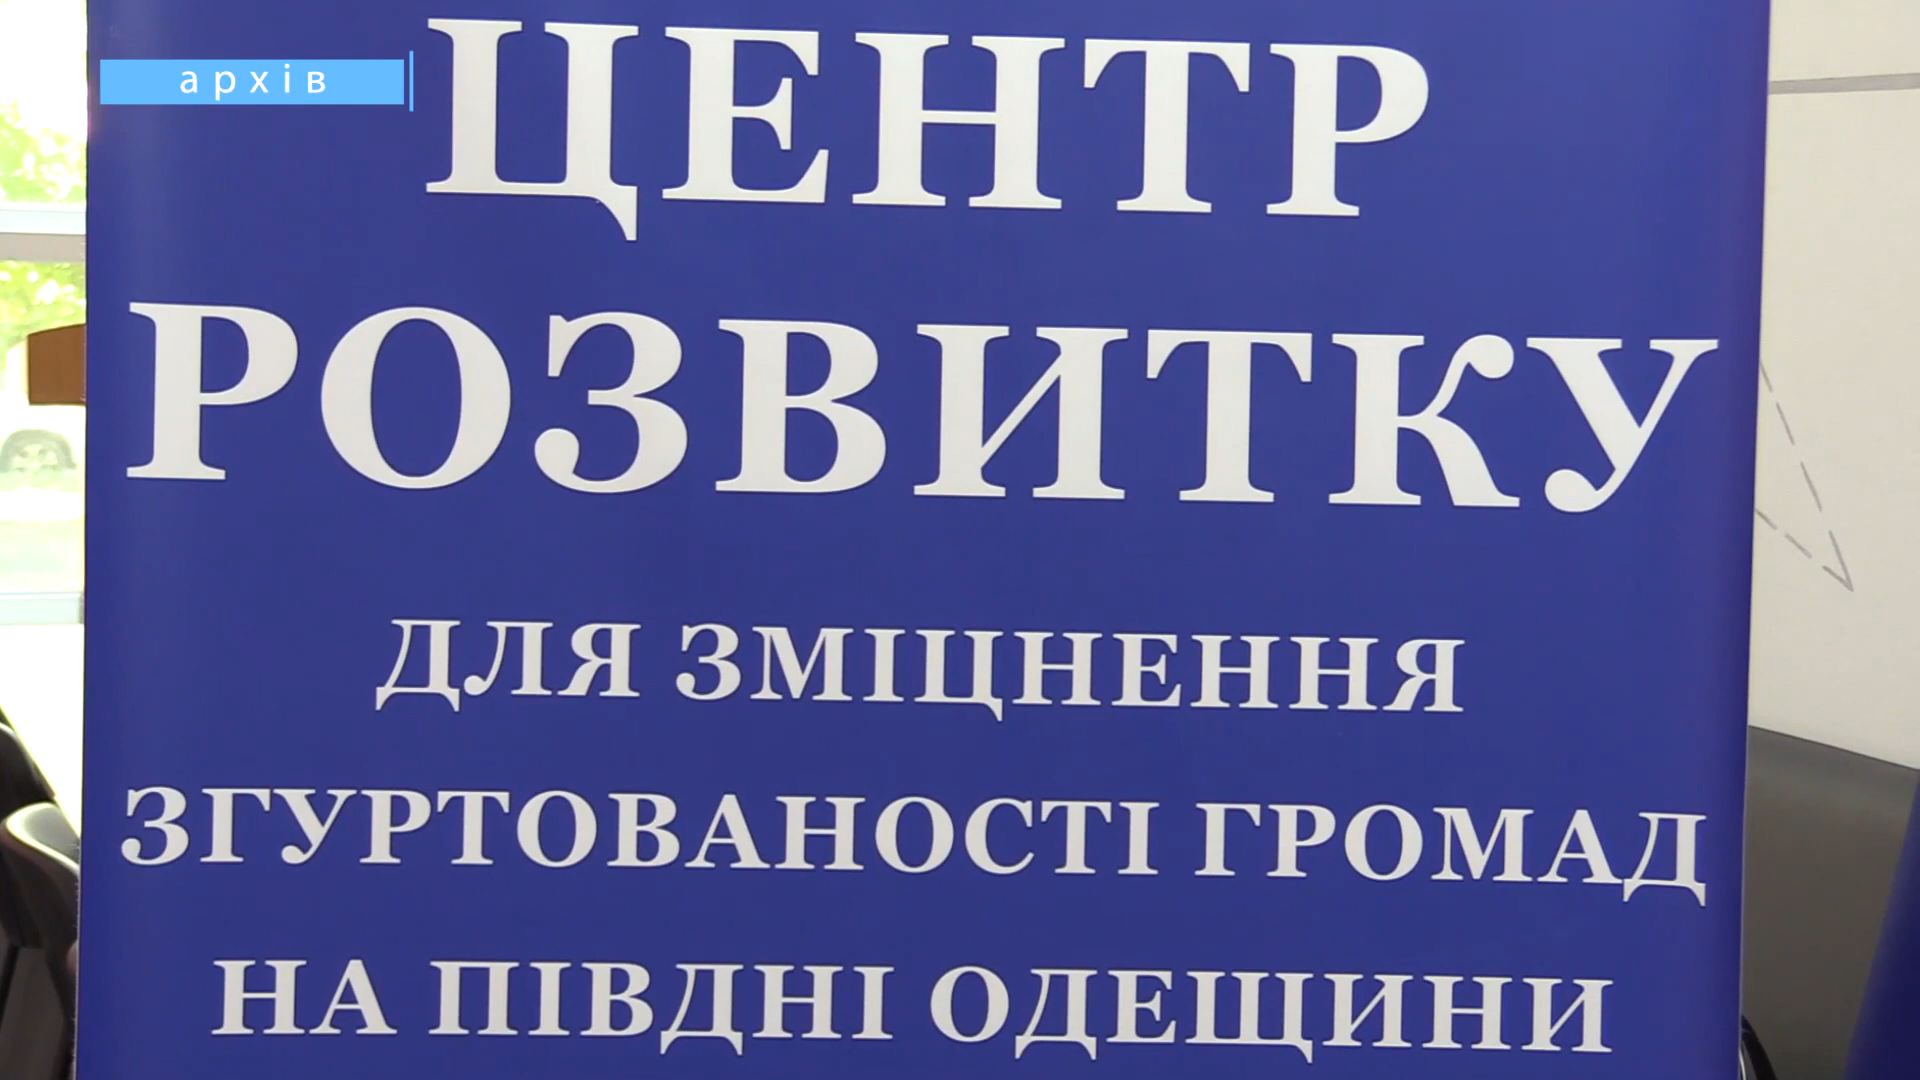 архів
ЦЕНТР
РОЗВИТКУ
ДЛЯ ЗМІЦНЕННЯ
ЗГУРТОВАНОСТІ ГРОМАД
НА ПІВДНІ ОДЕЩИНИ